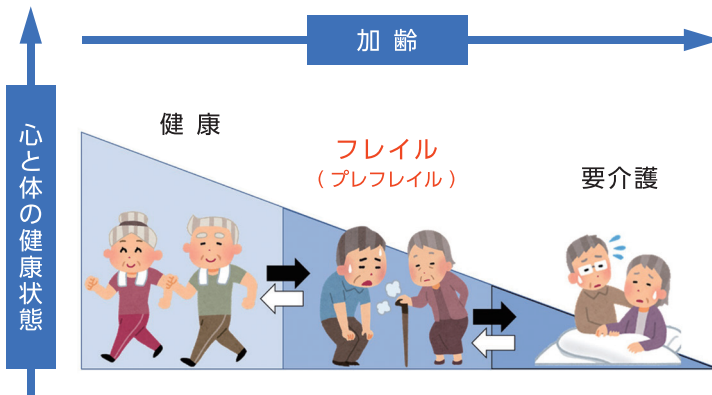 加齢
心と体の健康状態
健康
フレイル
(プレフレイル)
要介護